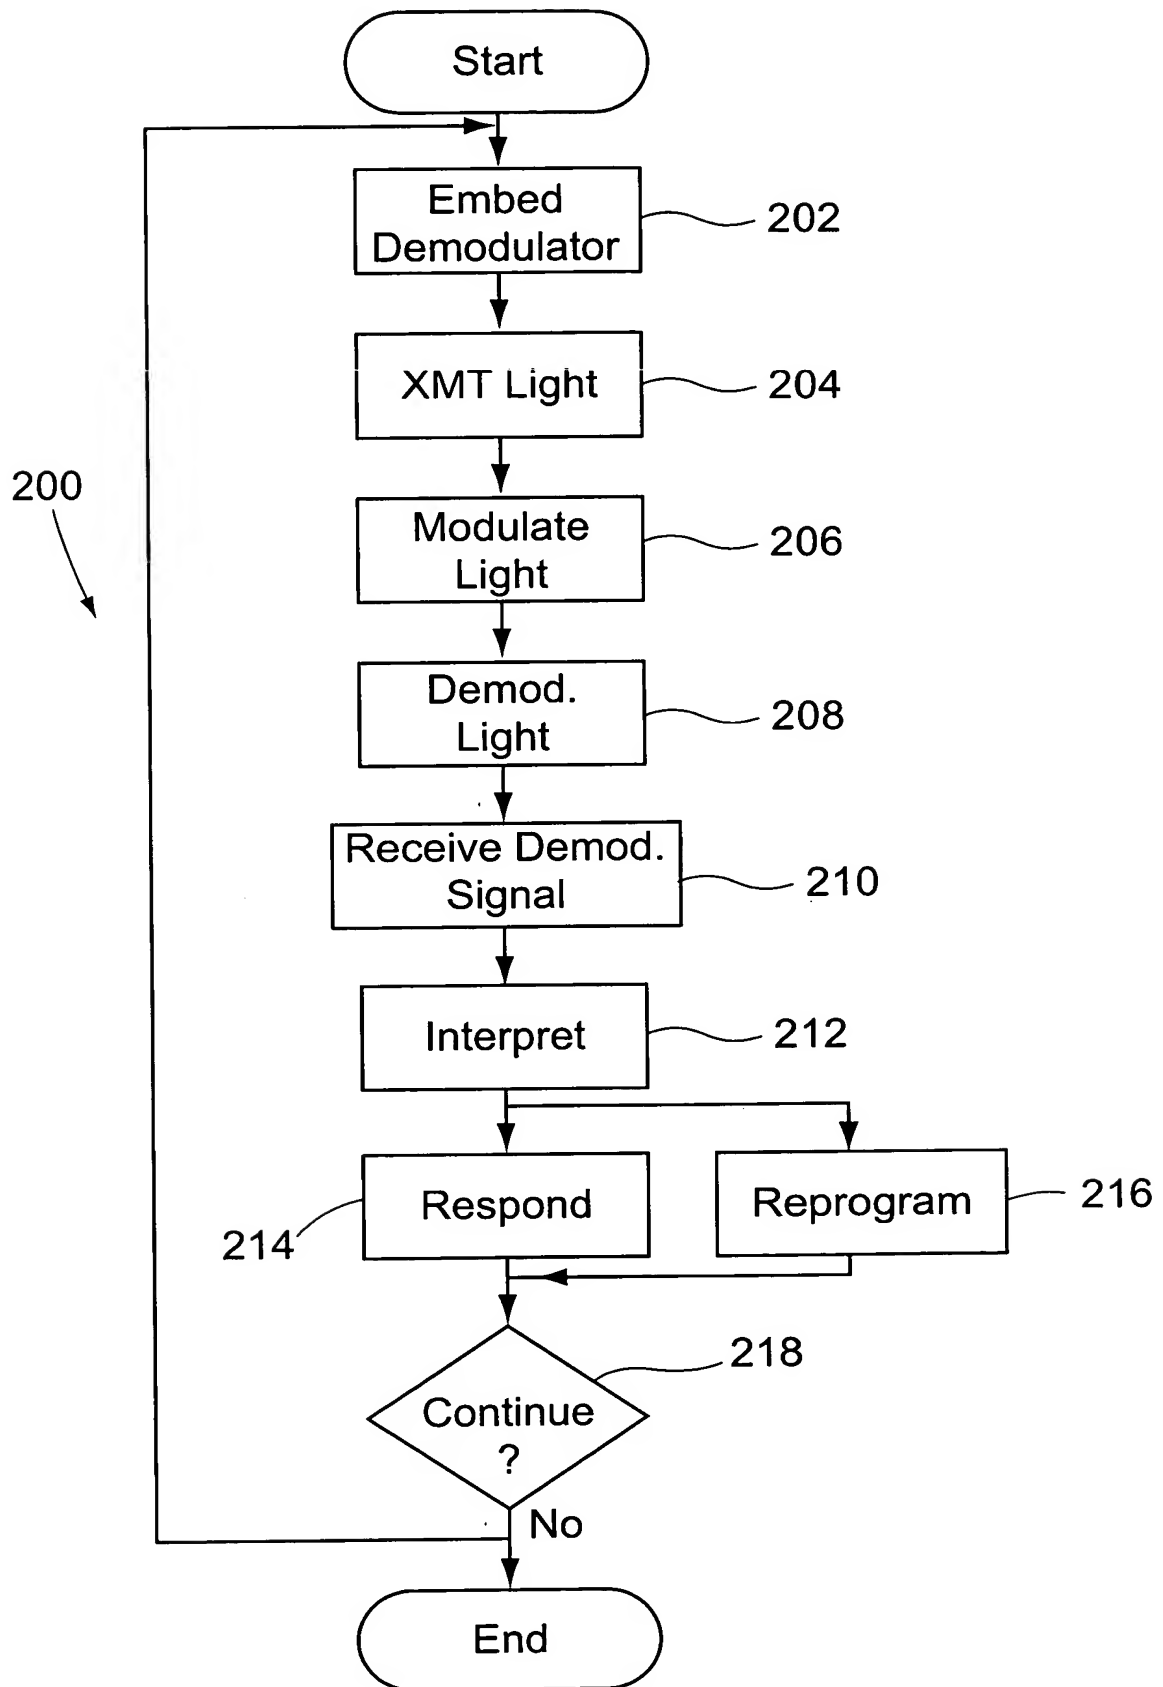 Start
Embed
Demodulator
202
XMT Light
204
200
Modulate
Light
206
Demod.
Light
208
Receive Demod.
Signal
210
Interpret
212
Respond
214
Reprogram
216
Continue
?
218
No
End